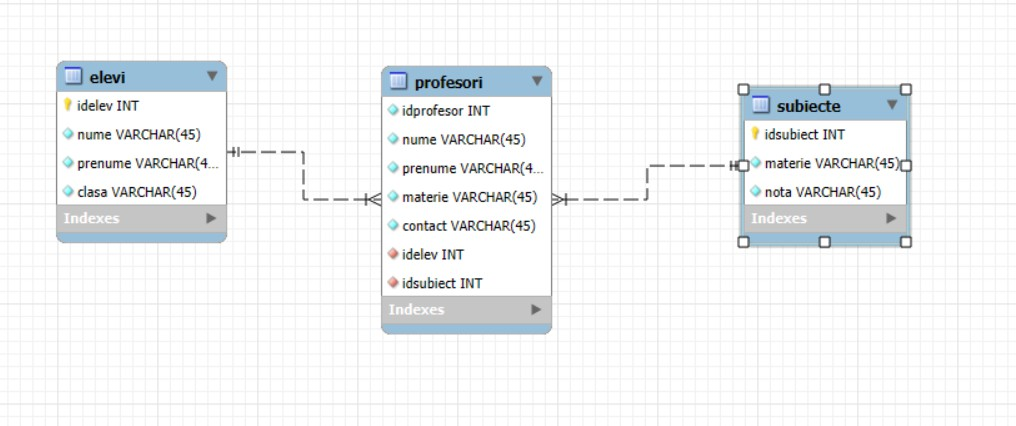 elevi
idelev INT
nume VARCHAR(45)
prenume VARCHAR(4...
clasa VARCHAR(45)
Indexes
profesori
idprofesor INT
nume VARCHAR(45)
prenume VARCHAR(4...
materie VARCHAR(45)
contact VARCHAR(45)
idelev INT
idsubiect INT
Indexes
subiecte
idsubiect INT
materie VARCHAR(45)
nota VARCHAR(45)
Indexes